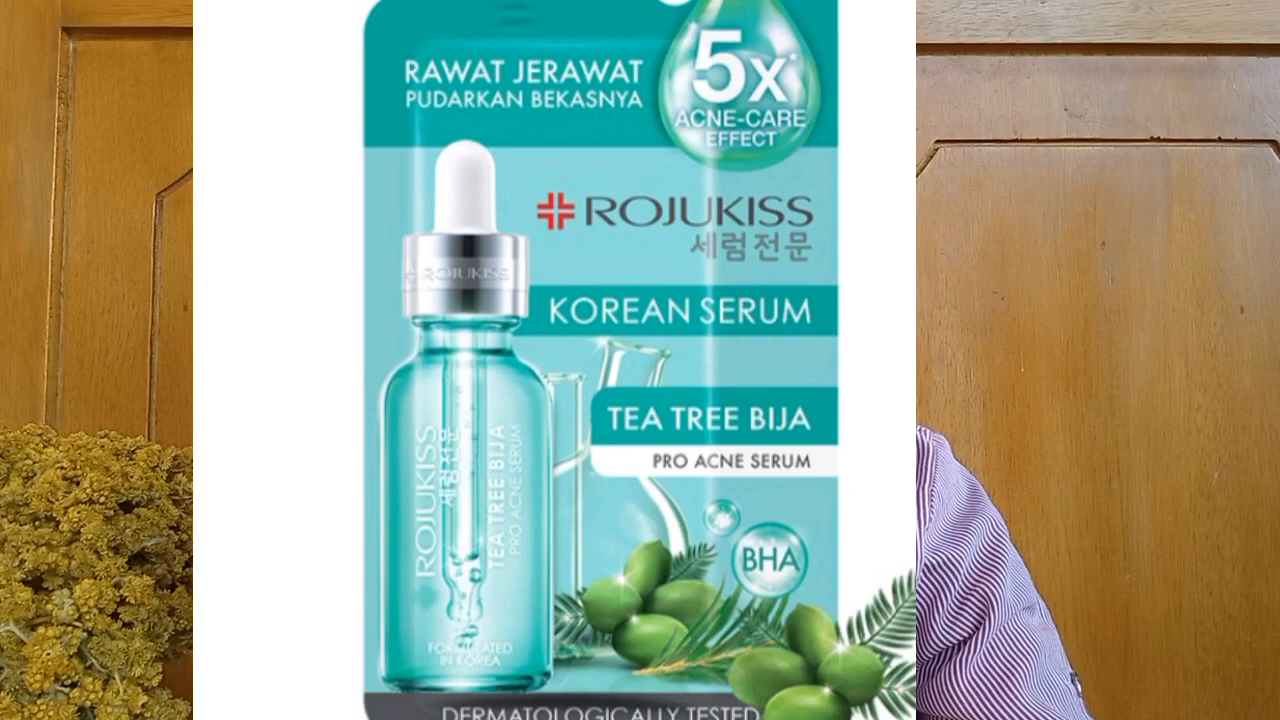 RAWAT JERAWAT
PUDARKAN BEKASNYA
5x*
ACNE-CARE
EFFECT
ROJUKISS
세럼전문
KOREAN SERUM
TEA TREE BIJA
PRO ACNE SERUM
BHA
ROJUKISS
ROJUKISS
세럼전문
TEA TREE BIJA
PRO ACNE SERUM
FORMULATED
IN KOREA
DERMATOLOGICALLY TESTED